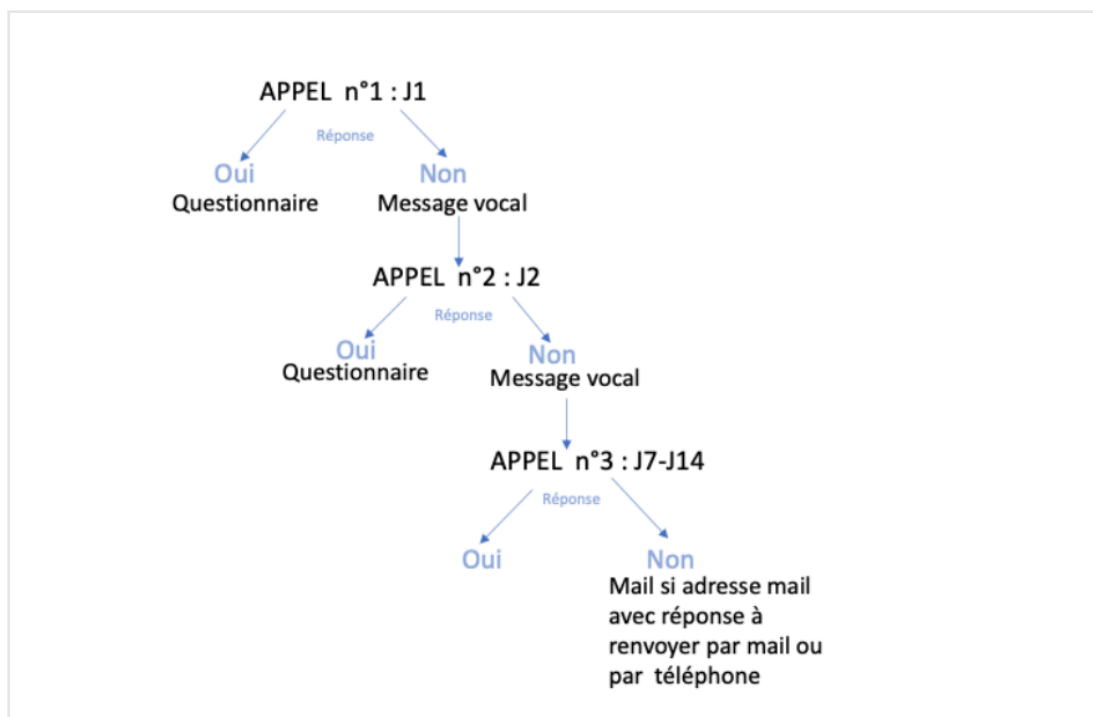 APPEL n°1 : J1
Réponse
Oui
Non
Questionnaire
Message vocal
APPEL n°2 : J2
Réponse
Oui
Non
Questionnaire
Message vocal
APPEL n°3 : J7-J14
Réponse
Oui
Non
Mail si adresse mail
avec réponse à
renvoyer par mail ou
par téléphone